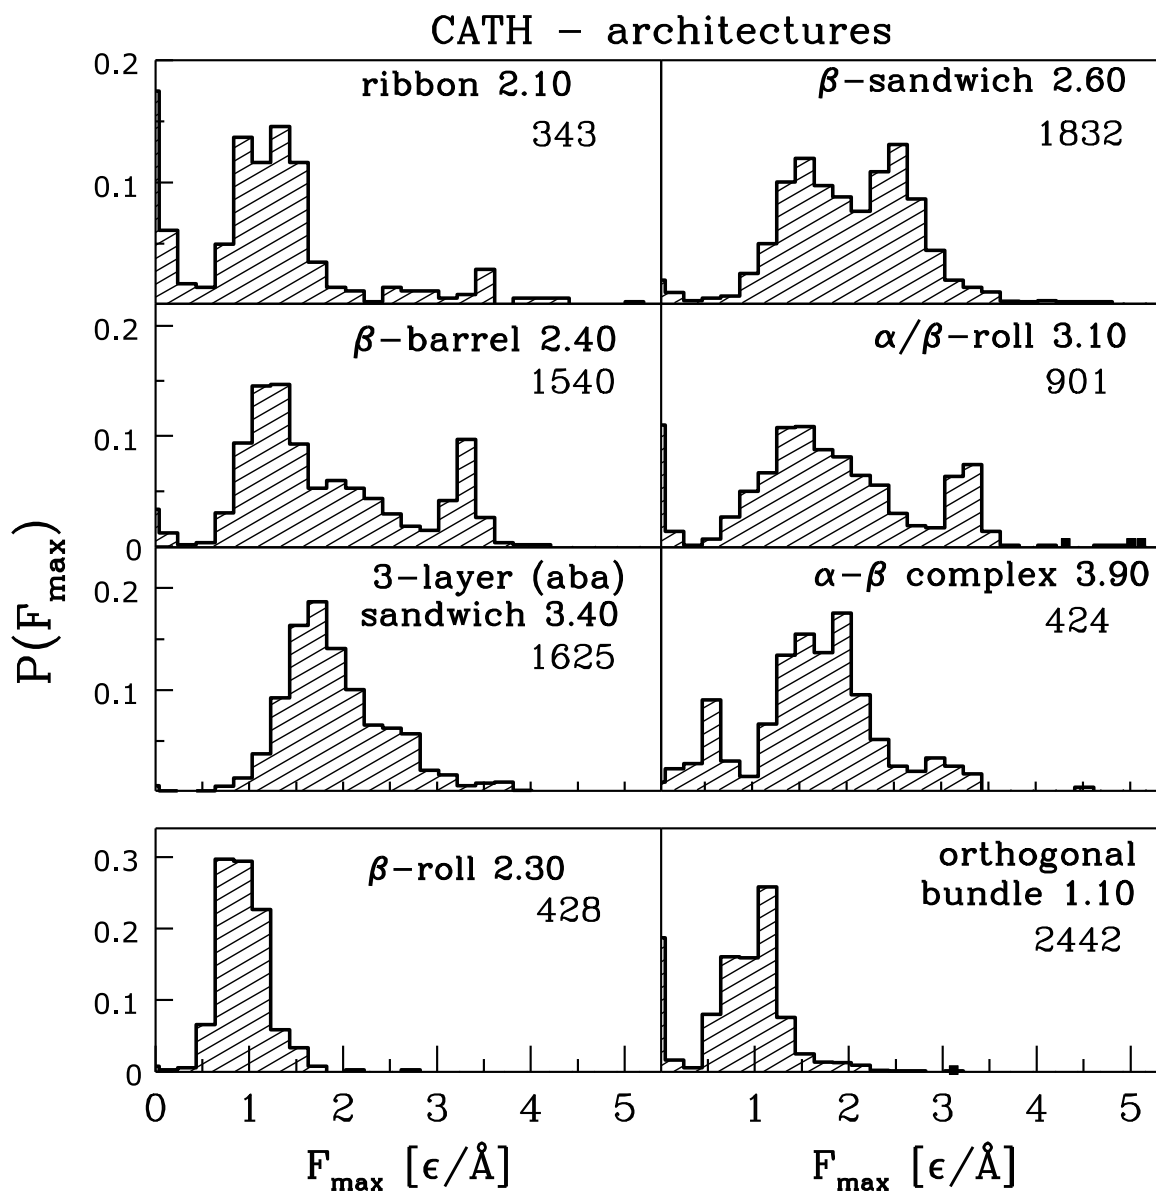 CATH – architectures
ribbon 2.10
343
β–sandwich 2.60
1832
0.2
0.1
β–barrel 2.40
1540
α/β–roll 3.10
901
0.2
0.1
0
3–layer (aba)
sandwich 3.40
1625
α–β complex 3.90
424
0.2
0.1
P(F_max)
β–roll 2.30
428
orthogonal
bundle 1.10
2442
0.3
0.2
0.1
0
0 1 2 3 4 5
1 2 3 4 5
F_max [ϵ/Å]
F_max [ϵ/Å]